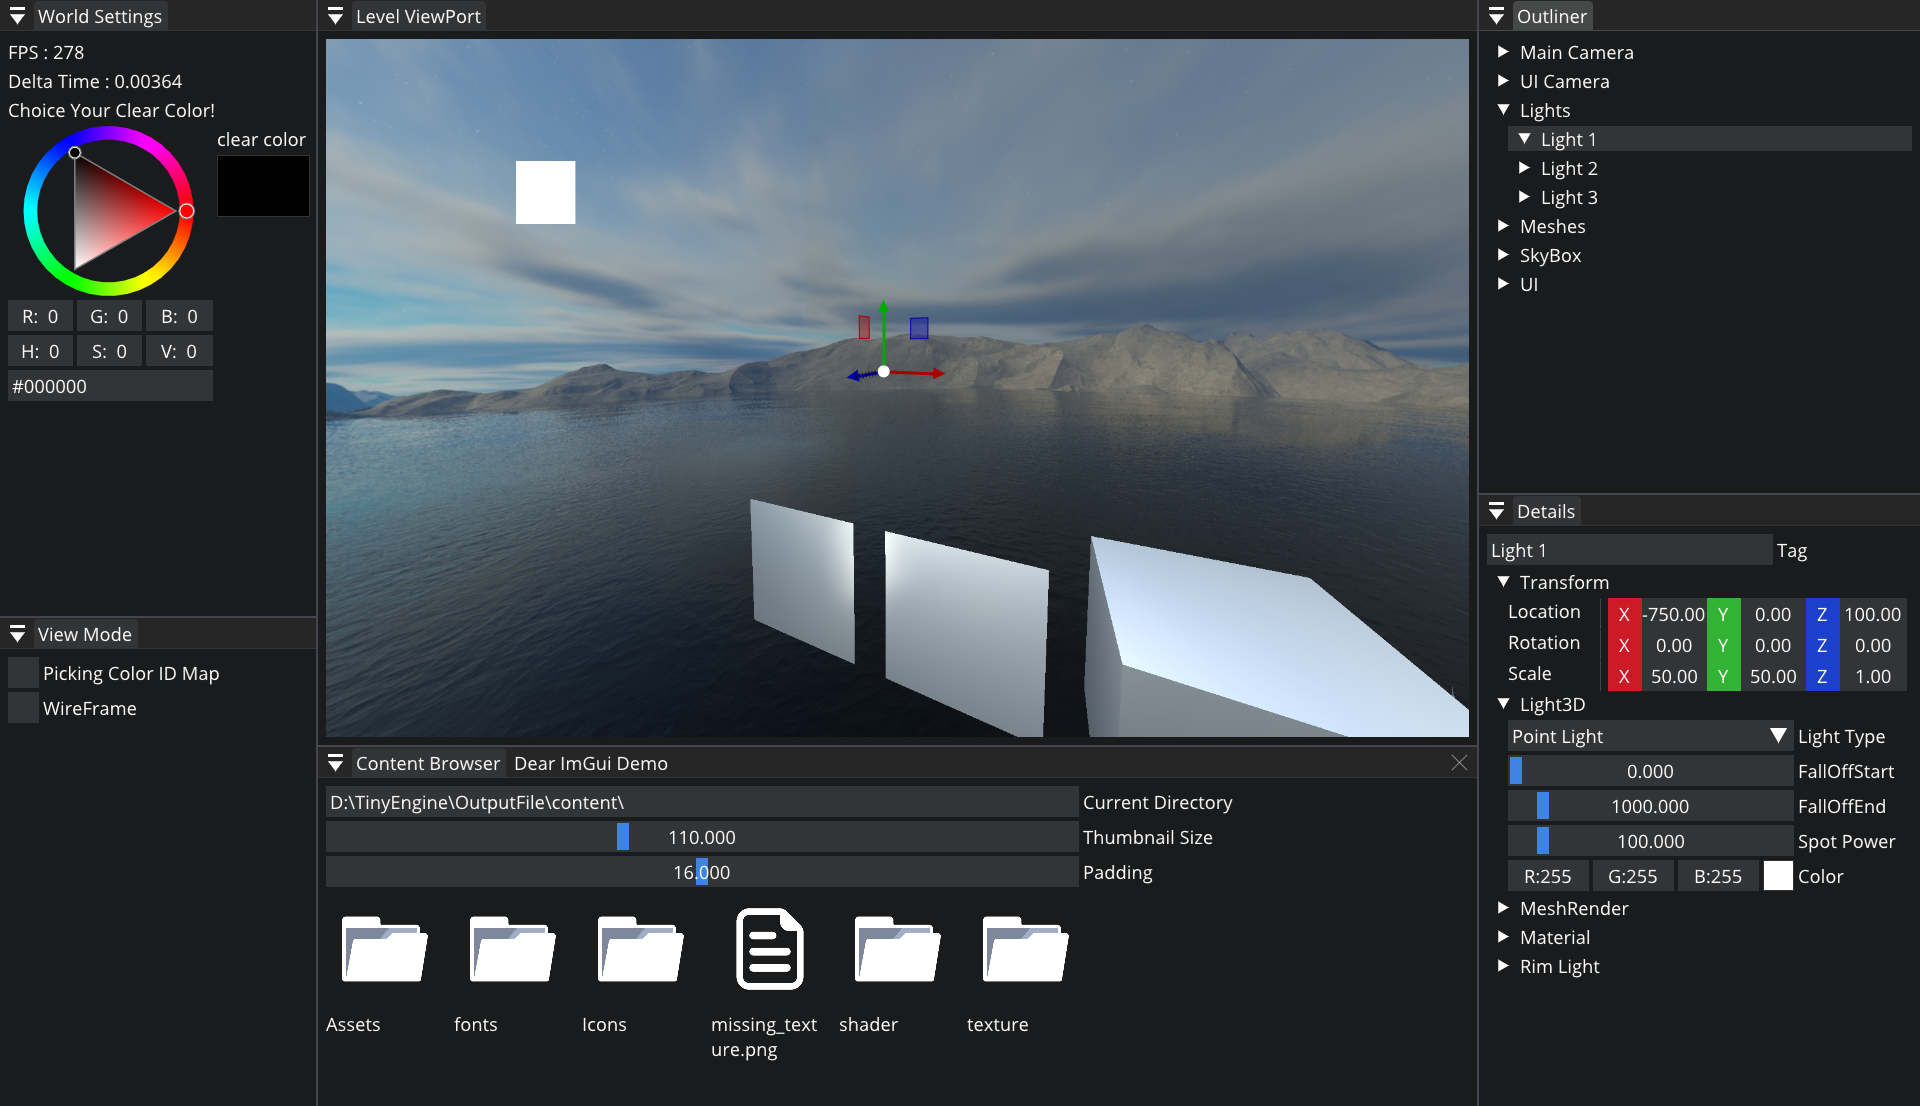 World Settings
FPS : 278
Delta Time : 0.00364
Choice Your Clear Color!
clear color
R: 0 G: 0 B: 0
H: 0 S: 0 V: 0
#000000
View Mode
Picking Color ID Map
WireFrame
Level ViewPort
Content Browser Dear ImGui Demo
D:\TinyEngine\OutputFile\content\ Current Directory
110.000 Thumbnail Size
16.000 Padding
Assets fonts Icons missing_text shader texture
ure.png
Outliner
Main Camera
UI Camera
Lights
Light 1
Light 2
Light 3
Meshes
SkyBox
UI
Details
Light 1 Tag
Transform
Location X -750.00 Y 0.00 Z 100.00
Rotation X 0.00 Y 0.00 Z 0.00
Scale X 50.00 Y 50.00 Z 1.00
Light3D
Point Light Light Type
0.000 FallOffStart
1000.000 FallOffEnd
100.000 Spot Power
R:255 G:255 B:255 Color
MeshRender
Material
Rim Light